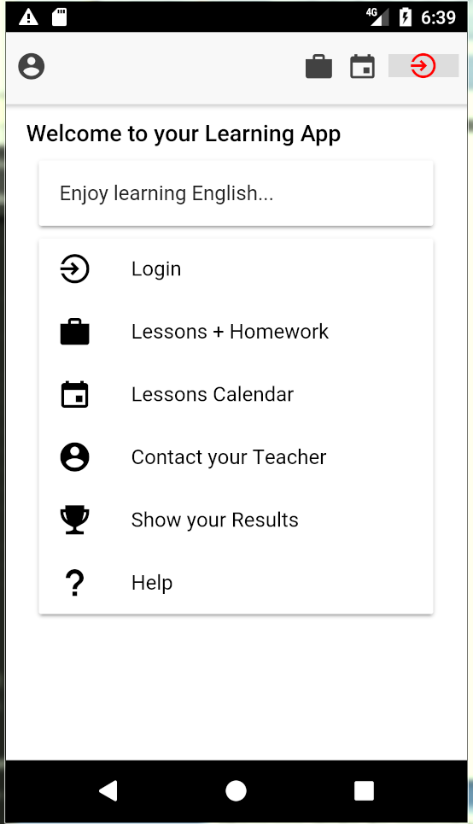 4G 6:39
Welcome to your Learning App
Enjoy learning English...
Login
Lessons + Homework
Lessons Calendar
Contact your Teacher
Show your Results
? Help